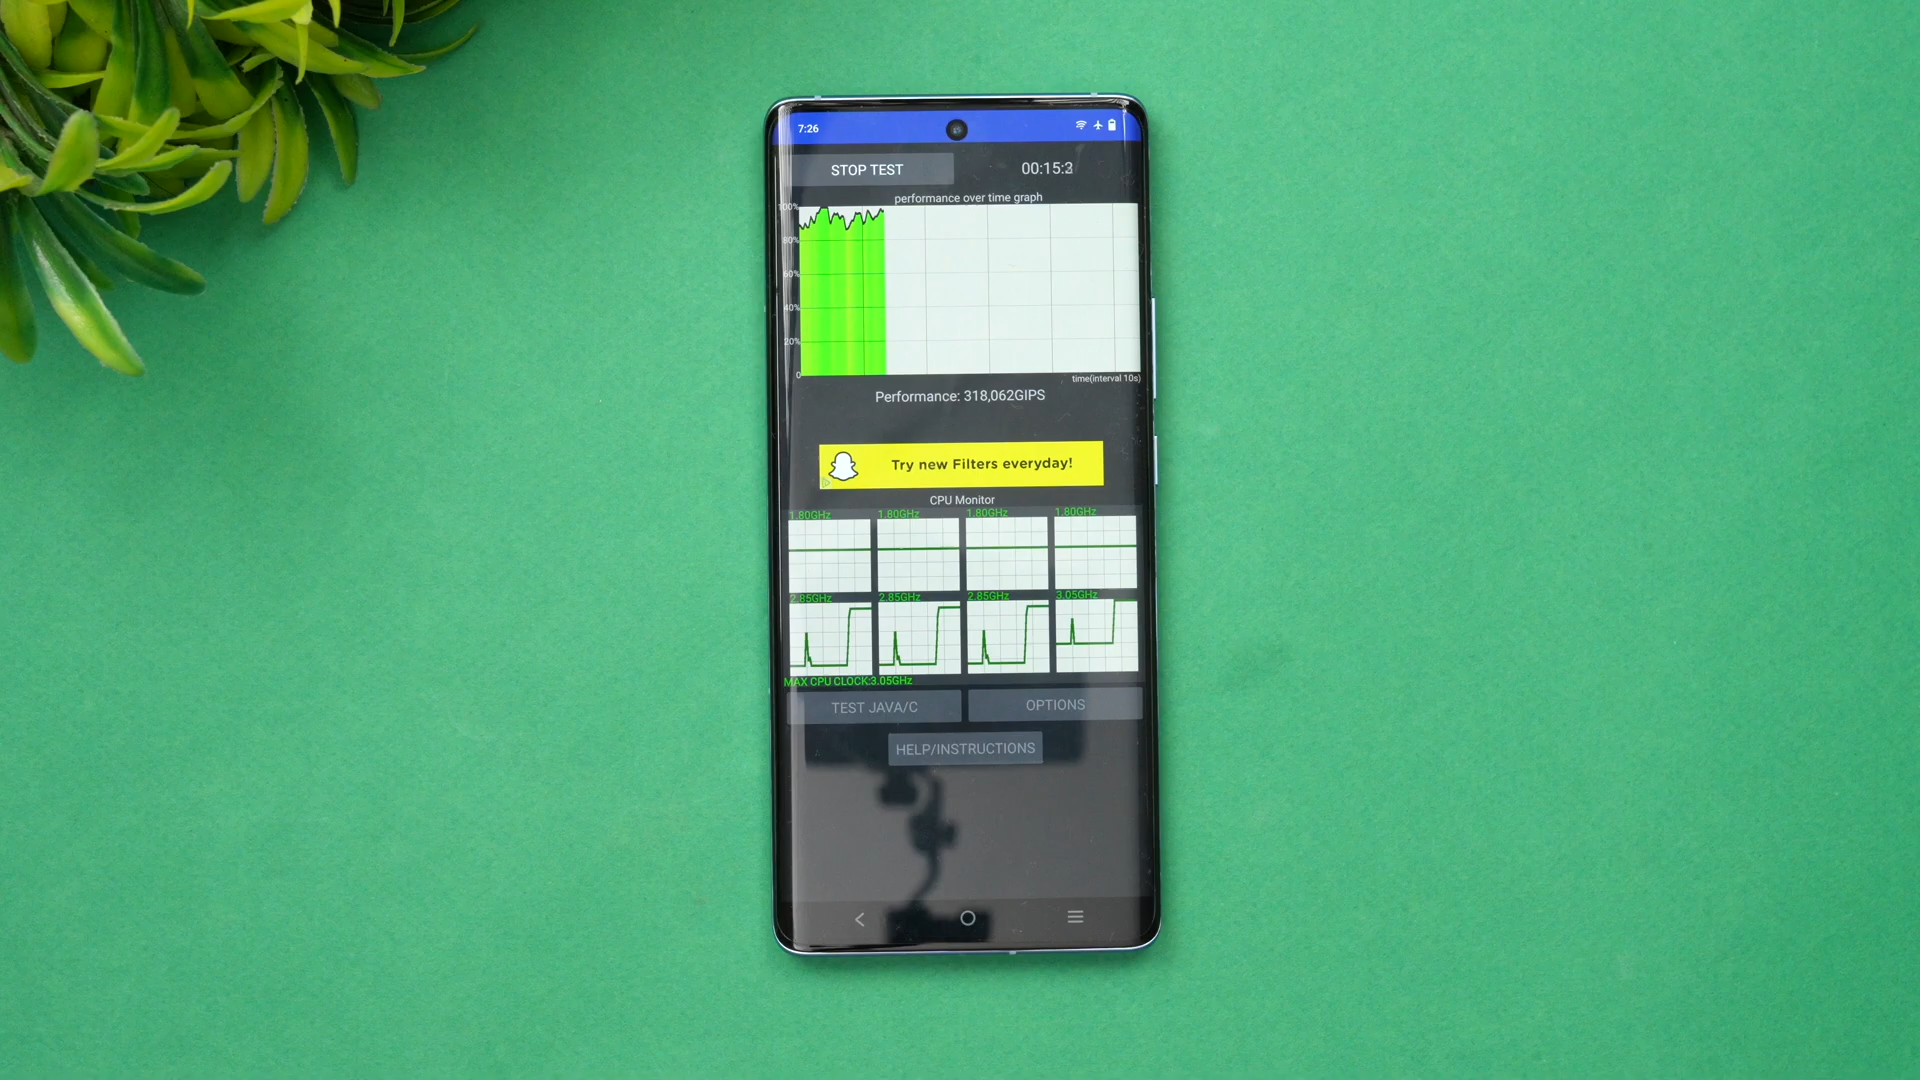 7:26
STOP TEST
00:15:
performance over time graph
100%
80%
60%
40%
20%
0
time(interval 10s)
Performance: 318,062GIPS
Try new Filters everyday!
CPU Monitor
1.80GHz 1.80GHz 1.80GHz 1.80GHz
2.85GHz 2.85GHz 2.85GHz 3.05GHz
MAX CPU CLOCK:3.05GHz
TEST JAVA/C
OPTIONS
HELP/INSTRUCTIONS